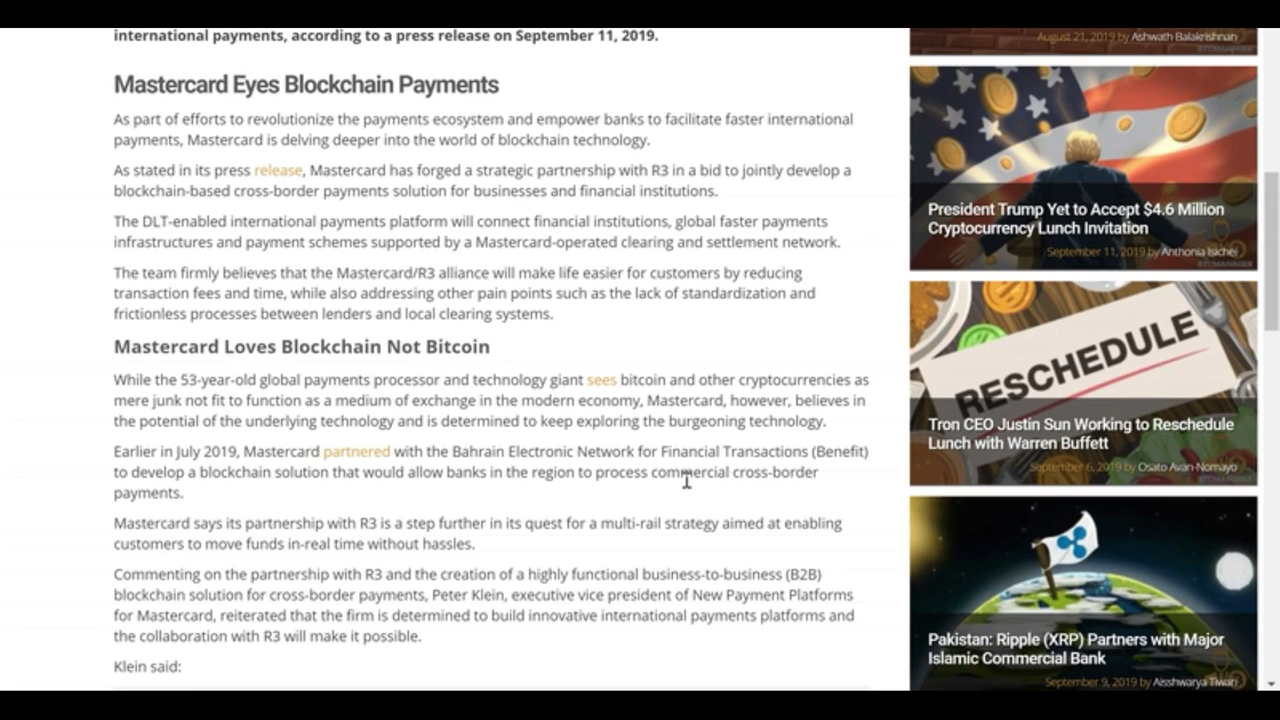 international payments, according to a press release on September 11, 2019.
Mastercard Eyes Blockchain Payments
As part of efforts to revolutionize the payments ecosystem and empower banks to facilitate faster international
payments, Mastercard is delving deeper into the world of blockchain technology.
As stated in its press release, Mastercard has forged a strategic partnership with R3 in a bid to jointly develop a
blockchain-based cross-border payments solution for businesses and financial institutions.
The DLT-enabled international payments platform will connect financial institutions, global faster payments
infrastructures and payment schemes supported by a Mastercard-operated clearing and settlement network.
The team firmly believes that the Mastercard/R3 alliance will make life easier for customers by reducing
transaction fees and time, while also addressing other pain points such as the lack of standardization and
frictionless processes between lenders and local clearing systems.
Mastercard Loves Blockchain Not Bitcoin
While the 53-year-old global payments processor and technology giant sees bitcoin and other cryptocurrencies as
mere junk not fit to function as a medium of exchange in the modern economy, Mastercard, however, believes in
the potential of the underlying technology and is determined to keep exploring the burgeoning technology.
Earlier in July 2019, Mastercard partnered with the Bahrain Electronic Network for Financial Transactions (Benefit)
to develop a blockchain solution that would allow banks in the region to process commercial cross-border
payments.
Mastercard says its partnership with R3 is a step further in its quest for a multi-rail strategy aimed at enabling
customers to move funds in-real time without hassles.
Commenting on the partnership with R3 and the creation of a highly functional business-to-business (B2B)
blockchain solution for cross-border payments, Peter Klein, executive vice president of New Payment Platforms
for Mastercard, reiterated that the firm is determined to build innovative international payments platforms and
the collaboration with R3 will make it possible.
Klein said:
August 21, 2019 by Ashwath Balakrishnan
President Trump Yet to Accept $4.6 Million
Cryptocurrency Lunch Invitation
September 11, 2019 by Anthonia Isichei
RESCHEDULE
Tron CEO Justin Sun Working to Reschedule
Lunch with Warren Buffett
September 6, 2019 by Osato Avan-Nomayo
Pakistan: Ripple (XRP) Partners with Major
Islamic Commercial Bank
September 9, 2019 by Aisshwarya Tiwari